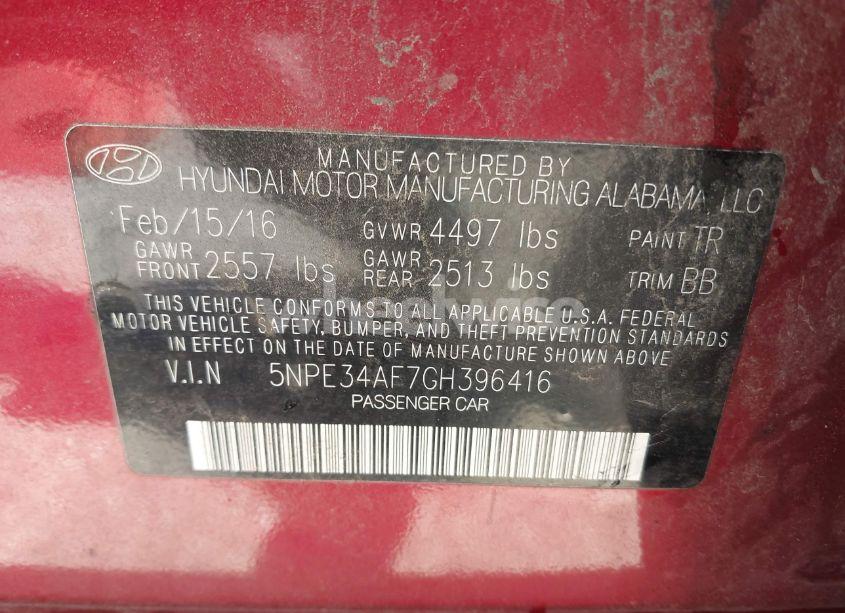 MANUFACTURED BY
HYUNDAI MOTOR MANUFACTURING ALABAMA, LLC
Feb/15/16 GVWR 4497 lbs PAINT TR
GAWR FRONT 2557 lbs GAWR REAR 2513 lbs TRIM BB
THIS VEHICLE CONFORMS TO ALL APPLICABLE U.S.A. FEDERAL
MOTOR VEHICLE SAFETY, BUMPER, AND THEFT PREVENTION STANDARDS
IN EFFECT ON THE DATE OF MANUFACTURE SHOWN ABOVE.
V.I.N 5NPE34AF7GH396416
PASSENGER CAR